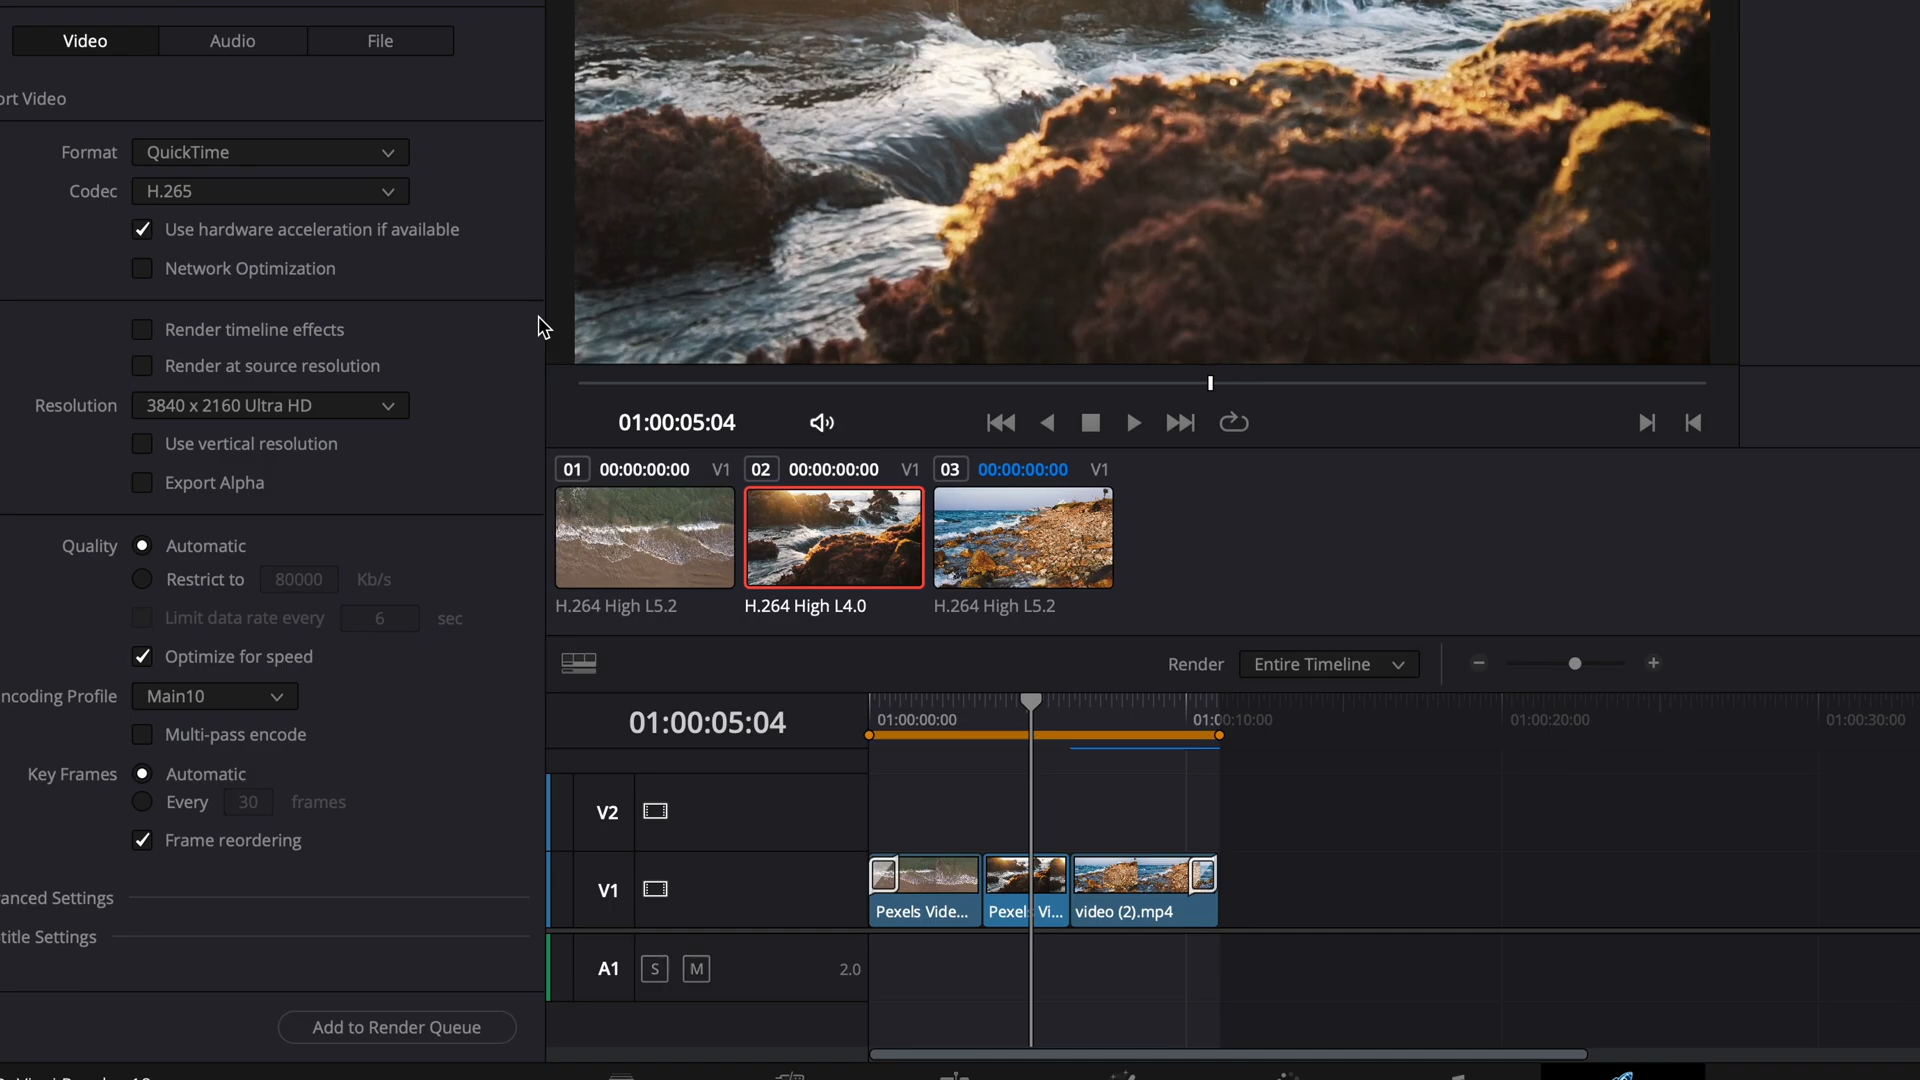 Video Audio File
ort Video
Format QuickTime
Codec H.265
Use hardware acceleration if available
Network Optimization
Render timeline effects
Render at source resolution
Resolution 3840 x 2160 Ultra HD
Use vertical resolution
Export Alpha
Quality Automatic
Restrict to 80000 Kb/s
Limit data rate every 6 sec
Optimize for speed
ncoding Profile Main10
Multi-pass encode
Key Frames Automatic
Every 30 frames
Frame reordering
anced Settings
title Settings
Add to Render Queue
01:00:05:04
01 00:00:00:00 V1 02 00:00:00:00 V1 03 00:00:00:00 V1
H.264 High L5.2 H.264 High L4.0 H.264 High L5.2
Render Entire Timeline
01:00:05:04 01:00:00:00 01:00:10:00 01:00:20:00 01:00:30:00
V2
V1
Pexels Vide... Pexels Vi... video (2).mp4
A1 S M 2.0